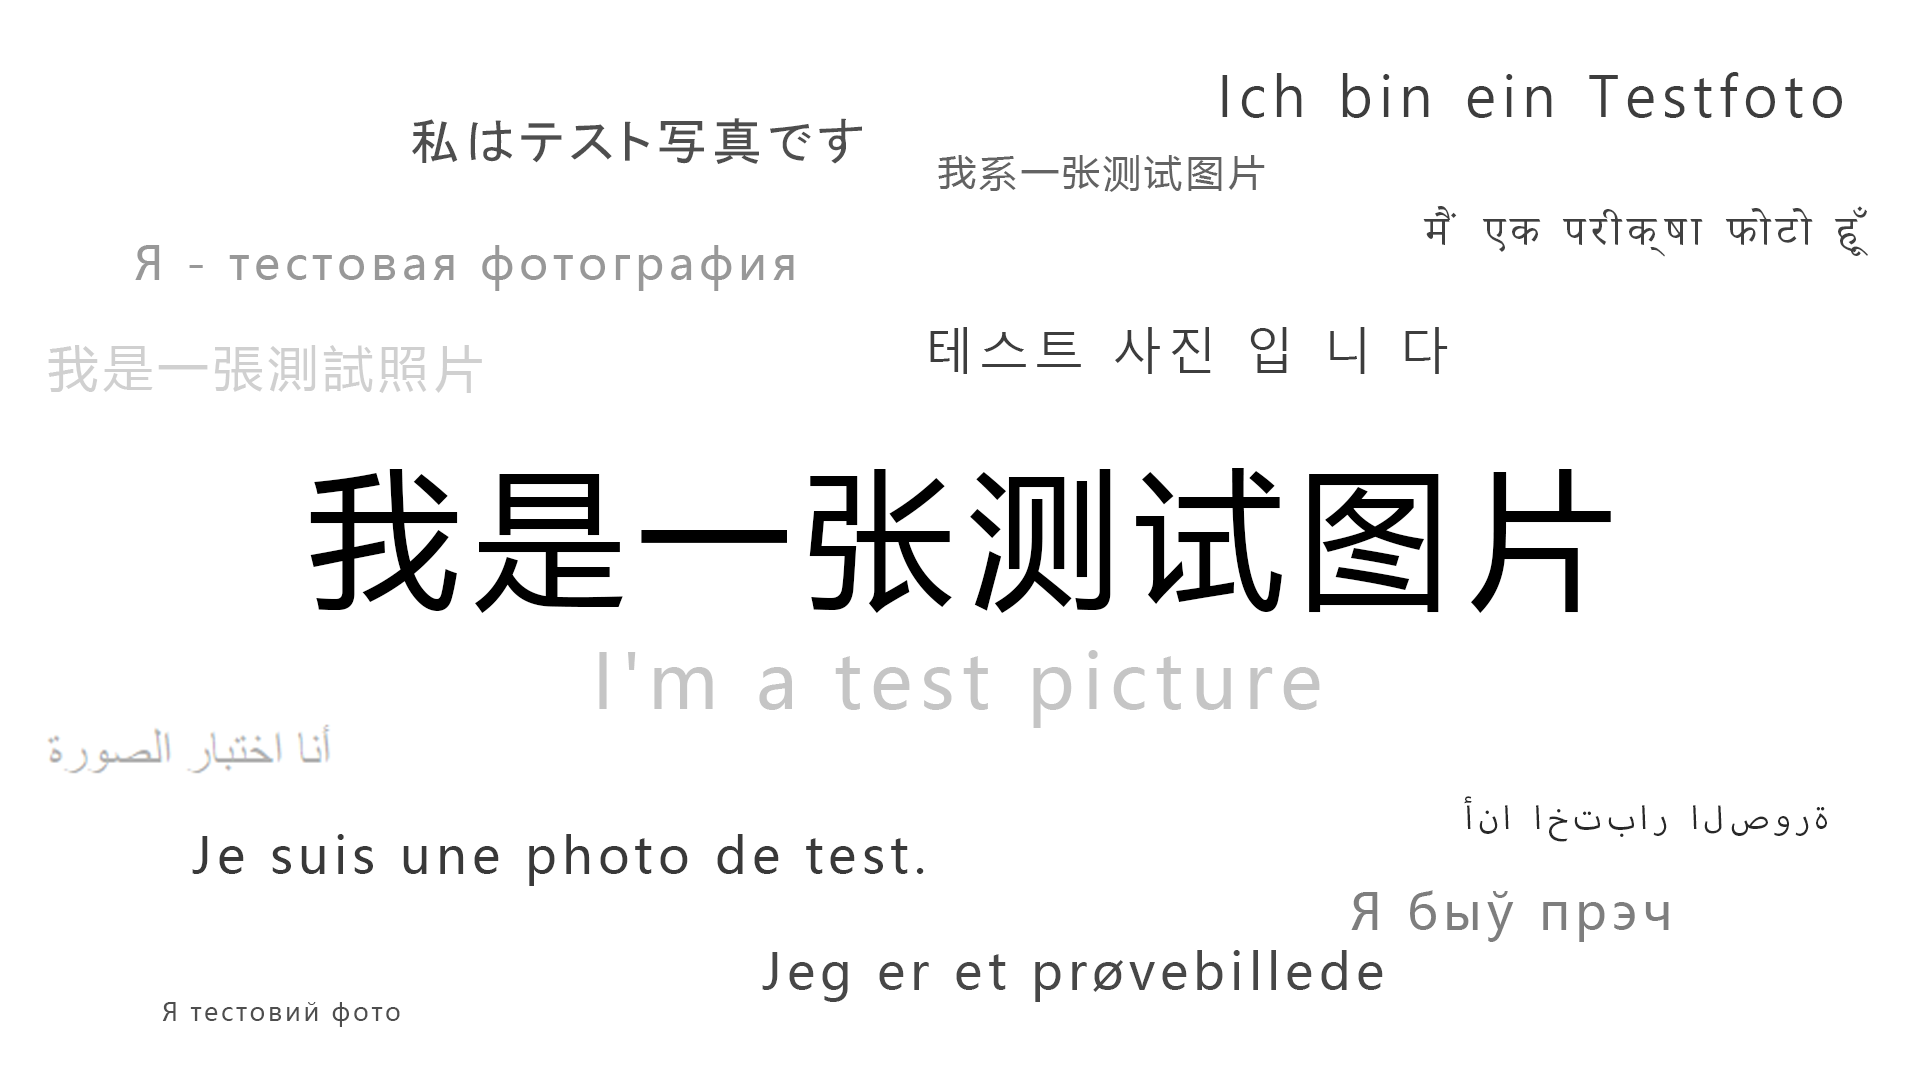 Ich bin ein Testfoto
私はテスト写真です
我系一张测试图片
मैं एक परीक्षा फोटो हूँ
Я - тестовая фотография
테스트 사진 입 니 다
我是一張測試照片
我是一张测试图片
I'm a test picture
أنا اختبار الصورة
أنا اختبار الصورة
Je suis une photo de test.
Я быў прэч
Jeg er et prøvebillede
Я тестовий фото